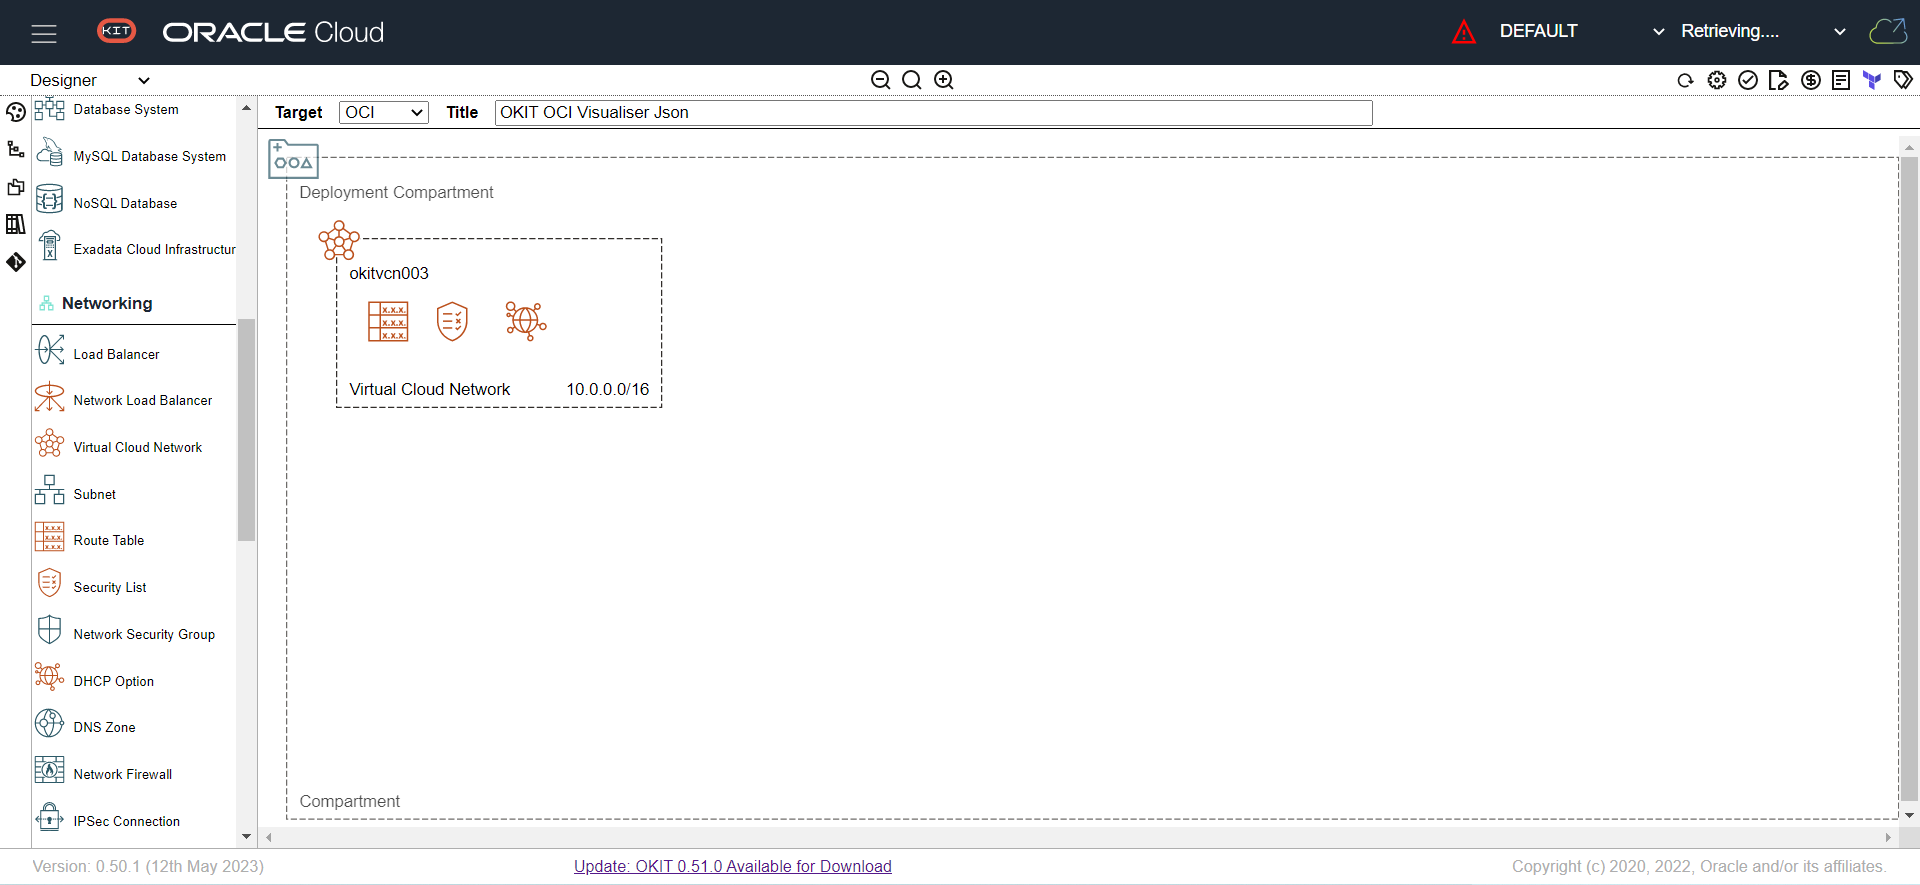 KIT ORACLE Cloud DEFAULT Retrieving....
Designer
Target OCI Title OKIT OCI Visualiser Json
Database System
MySQL Database System
NoSQL Database
Exadata Cloud Infrastructur
Networking
Load Balancer
Network Load Balancer
Virtual Cloud Network
Subnet
Route Table
Security List
Network Security Group
DHCP Option
DNS Zone
Network Firewall
IPSec Connection
Deployment Compartment
okitvcn003
x.x.x.
x.x.x.
x.x.x.
Virtual Cloud Network 10.0.0.0/16
Compartment
Version: 0.50.1 (12th May 2023) Update: OKIT 0.51.0 Available for Download Copyright (c) 2020, 2022, Oracle and/or its affiliates.